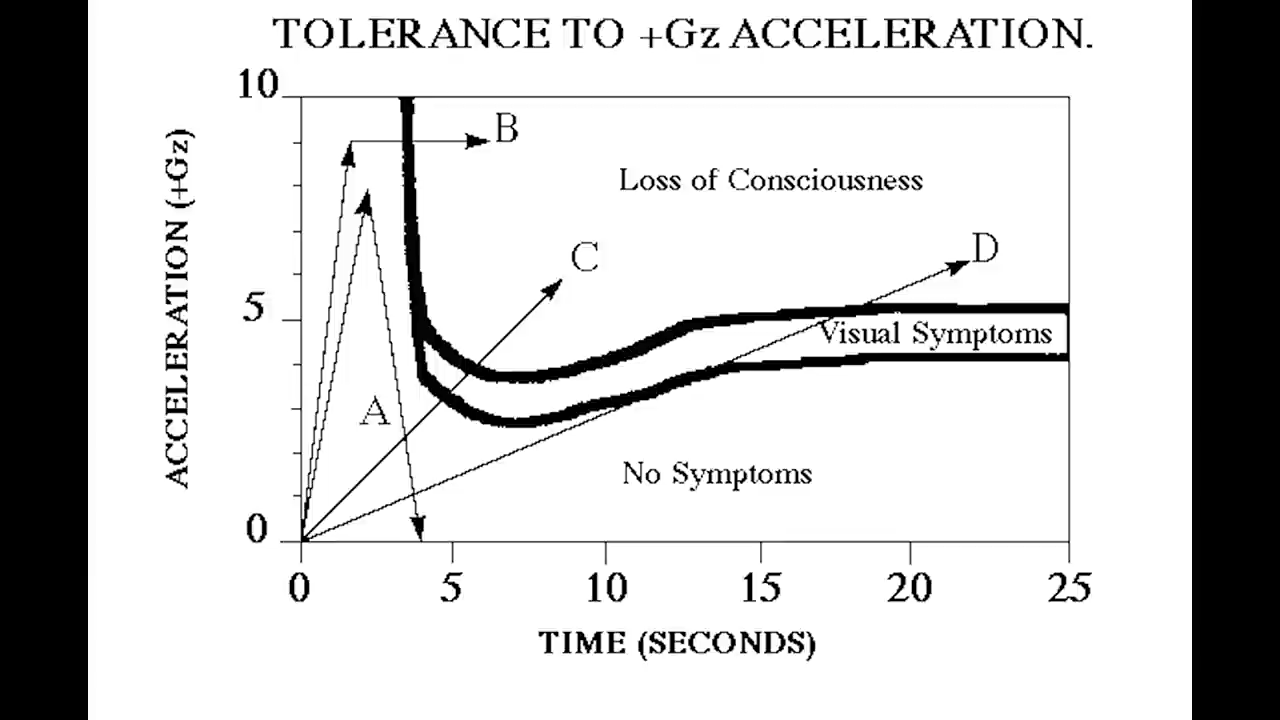 TOLERANCE TO +Gz ACCELERATION.
10
B
Loss of Consciousness
D
C
5
Visual Symptoms
ACCELERATION (+Gz)
A
No Symptoms
0
0 5 10 15 20 25
TIME (SECONDS)